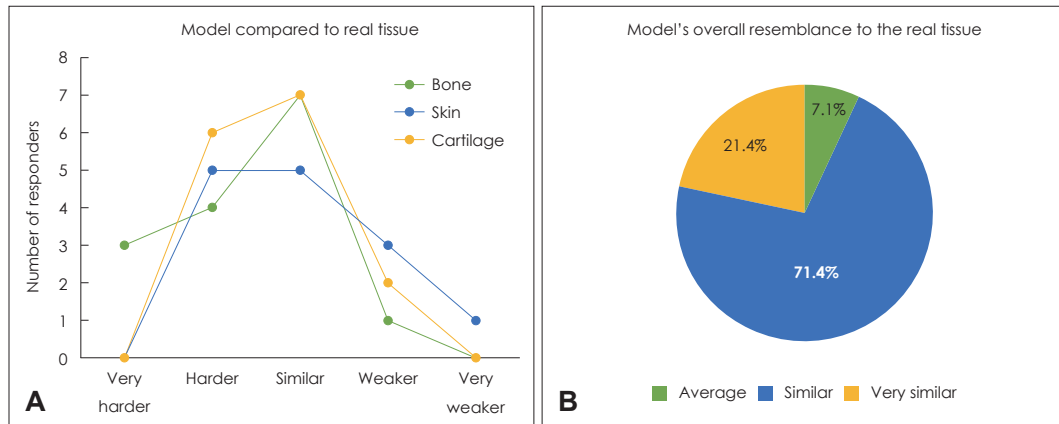 Model compared to real tissue
8
7
6
5
4
3
2
1
0
Number of responders
Bone
Skin
Cartilage
Very
harder
Harder
Similar
Weaker
Very
weaker
A
Model's overall resemblance to the real tissue
7.1%
21.4%
71.4%
Average
Similar
Very similar
B